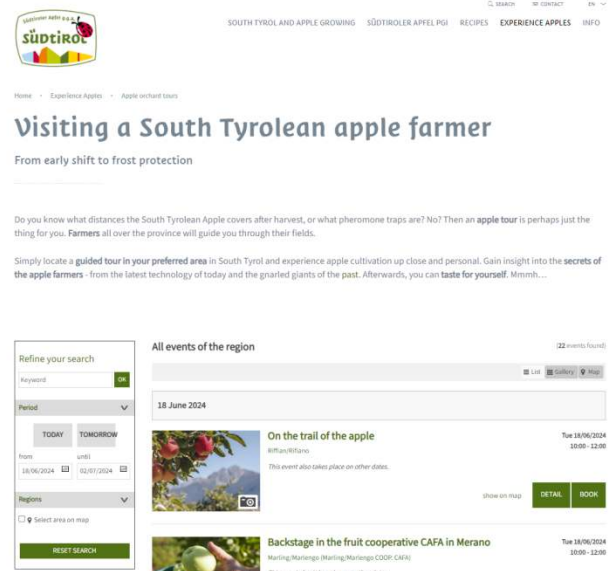 SEARCH CONTACT EN
Südtiroler Apfel g.g.A.
südtirol
SOUTH TYROL AND APPLE GROWING SÜDTIROLER APFEL PGI RECIPES EXPERIENCE APPLES INFO
Home - Experience Apples - Apple orchard tours
Visiting a South Tyrolean apple farmer
From early shift to frost protection
Do you know what distances the South Tyrolean Apple covers after harvest, or what pheromone traps are? No? Then an apple tour is perhaps just the
thing for you. Farmers all over the province will guide you through their fields.
Simply locate a guided tour in your preferred area in South Tyrol and experience apple cultivation up close and personal. Gain insight into the secrets of
the apple farmers - from the latest technology of today and the gnarled giants of the past. Afterwards, you can taste for yourself. Mmmh...
Refine your search
Keyword OK
Period
TODAY TOMORROW
from until
18/06/2024 02/07/2024
Regions
Select area on map
RESET SEARCH
All events of the region (22 events found)
List Gallery Map
18 June 2024
On the trail of the apple Tue 18/06/2024
Riffian/Rifiano 10:00 - 12:00
This event also takes place on other dates.
show on map DETAIL BOOK
Backstage in the fruit cooperative CAFA in Merano Tue 18/06/2024
Marling/Marlengo (Marling/Marlengo COOP. CAFA) 10:00 - 12:00